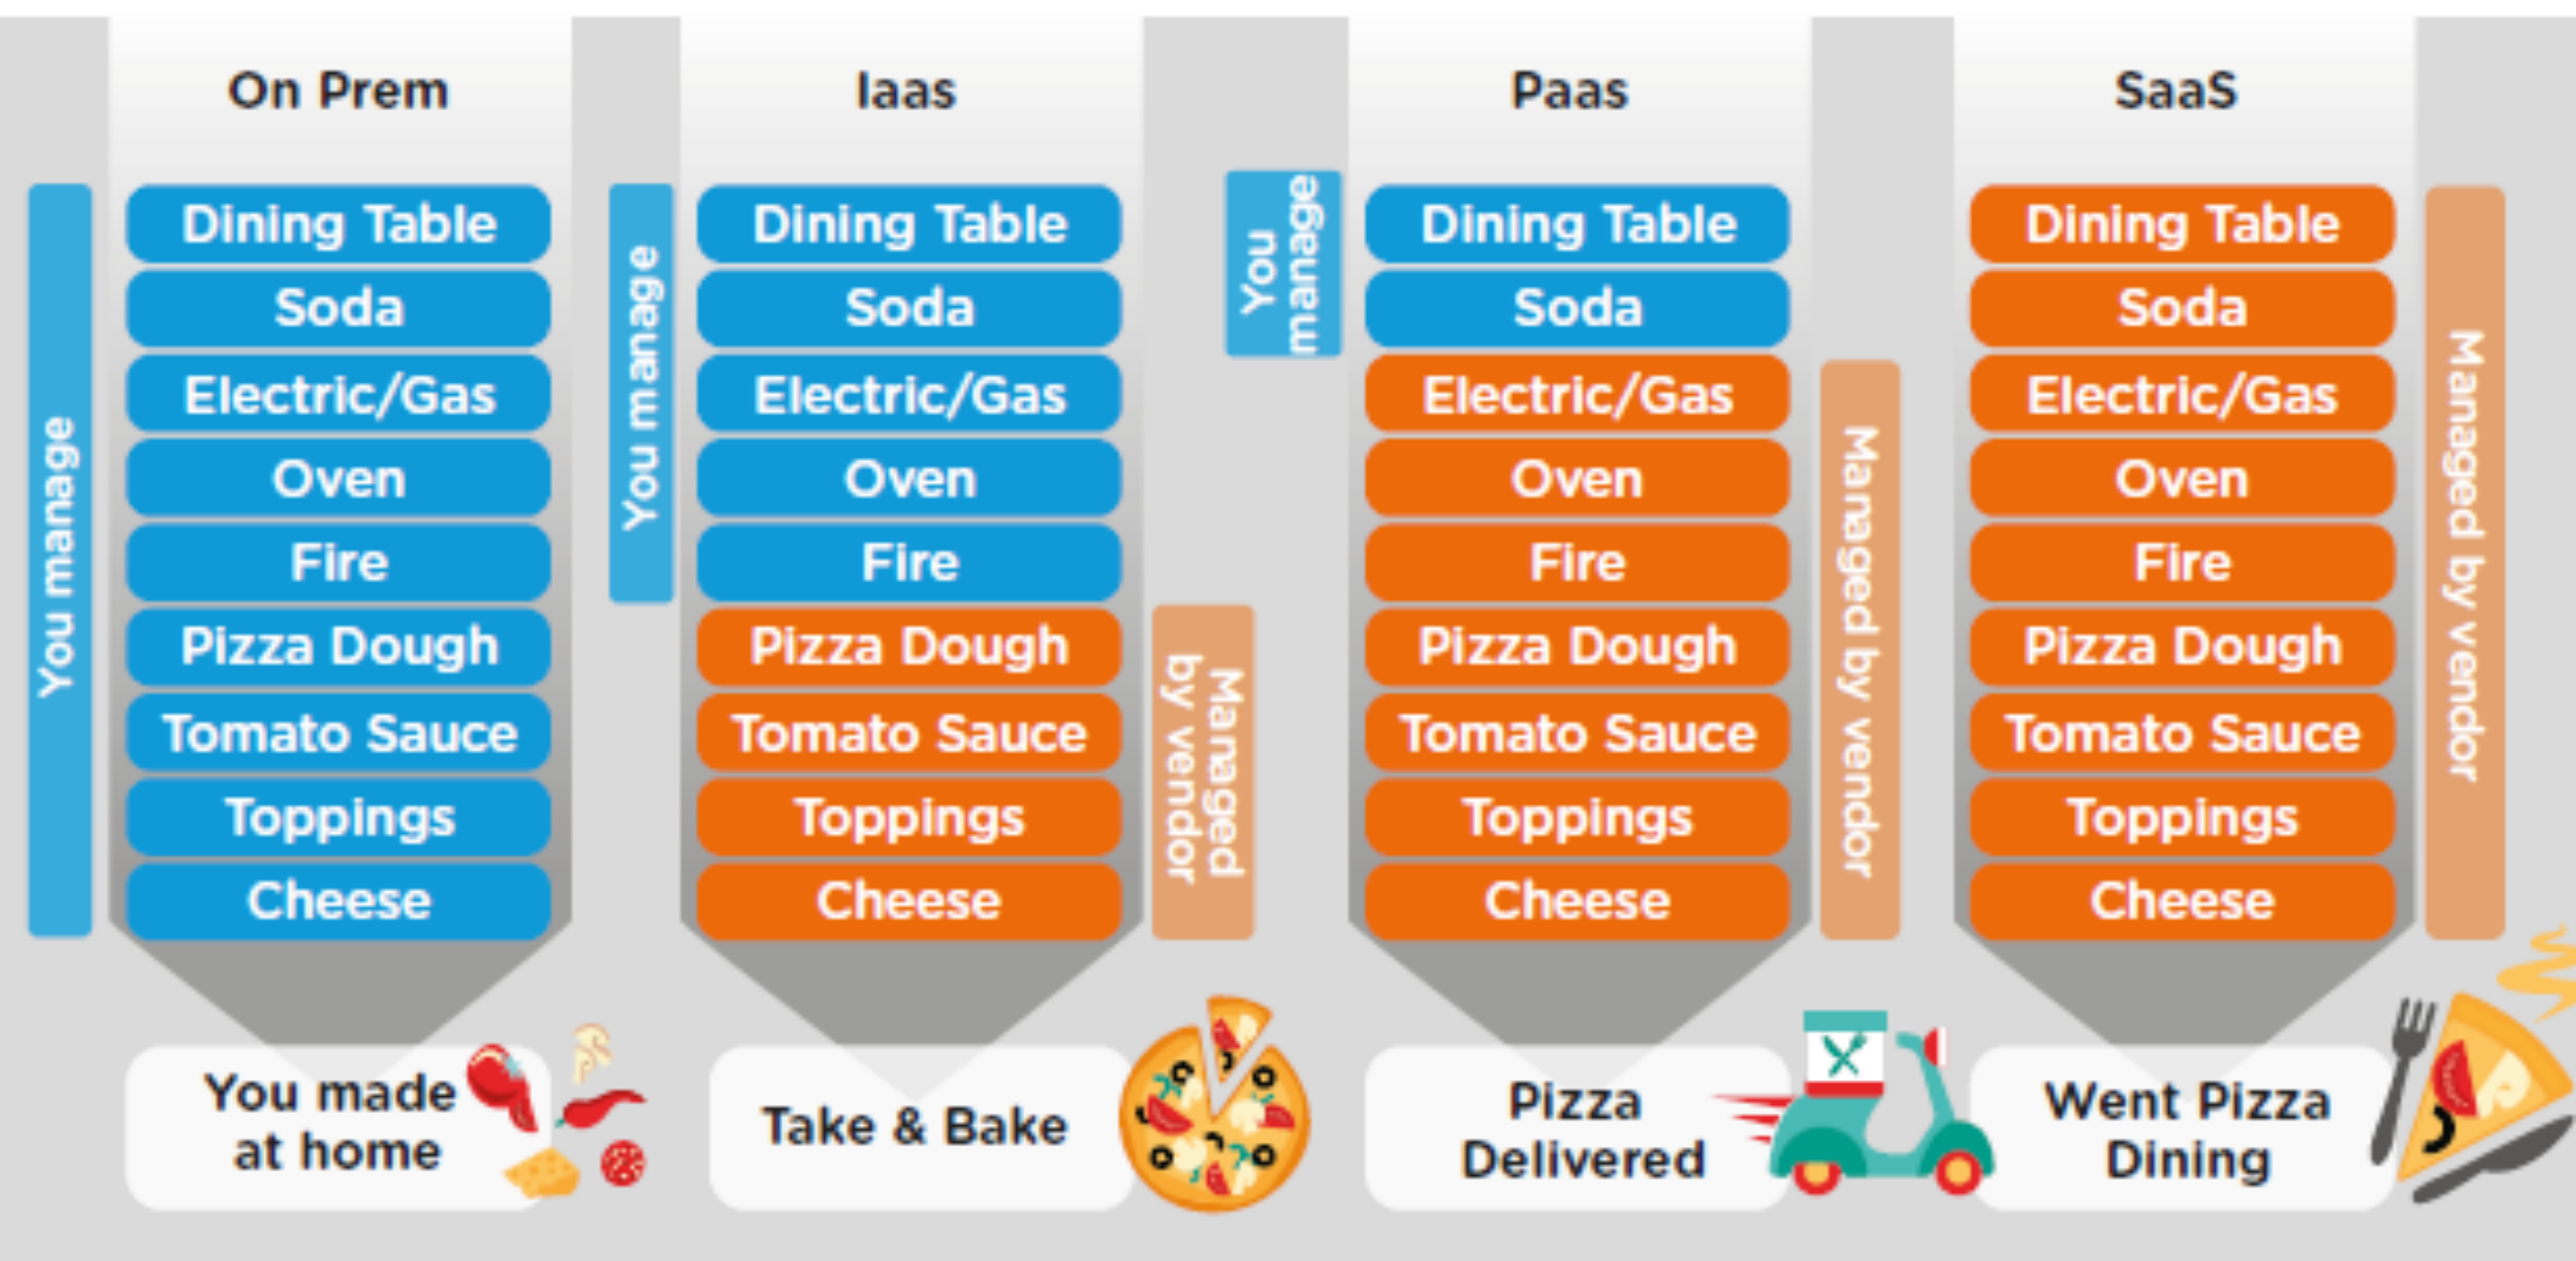 On Prem
You manage
Dining Table
Soda
Electric/Gas
Oven
Fire
Pizza Dough
Tomato Sauce
Toppings
Cheese
You made
at home
Iaas
You manage
Dining Table
Soda
Electric/Gas
Oven
Fire
Pizza Dough
Tomato Sauce
Toppings
Cheese
Managed
by vendor
Take & Bake
Paas
You
manage
Dining Table
Soda
Electric/Gas
Oven
Fire
Pizza Dough
Tomato Sauce
Toppings
Cheese
Managed by vendor
Pizza
Delivered
SaaS
Dining Table
Soda
Electric/Gas
Oven
Fire
Pizza Dough
Tomato Sauce
Toppings
Cheese
Managed by vendor
Went Pizza
Dining